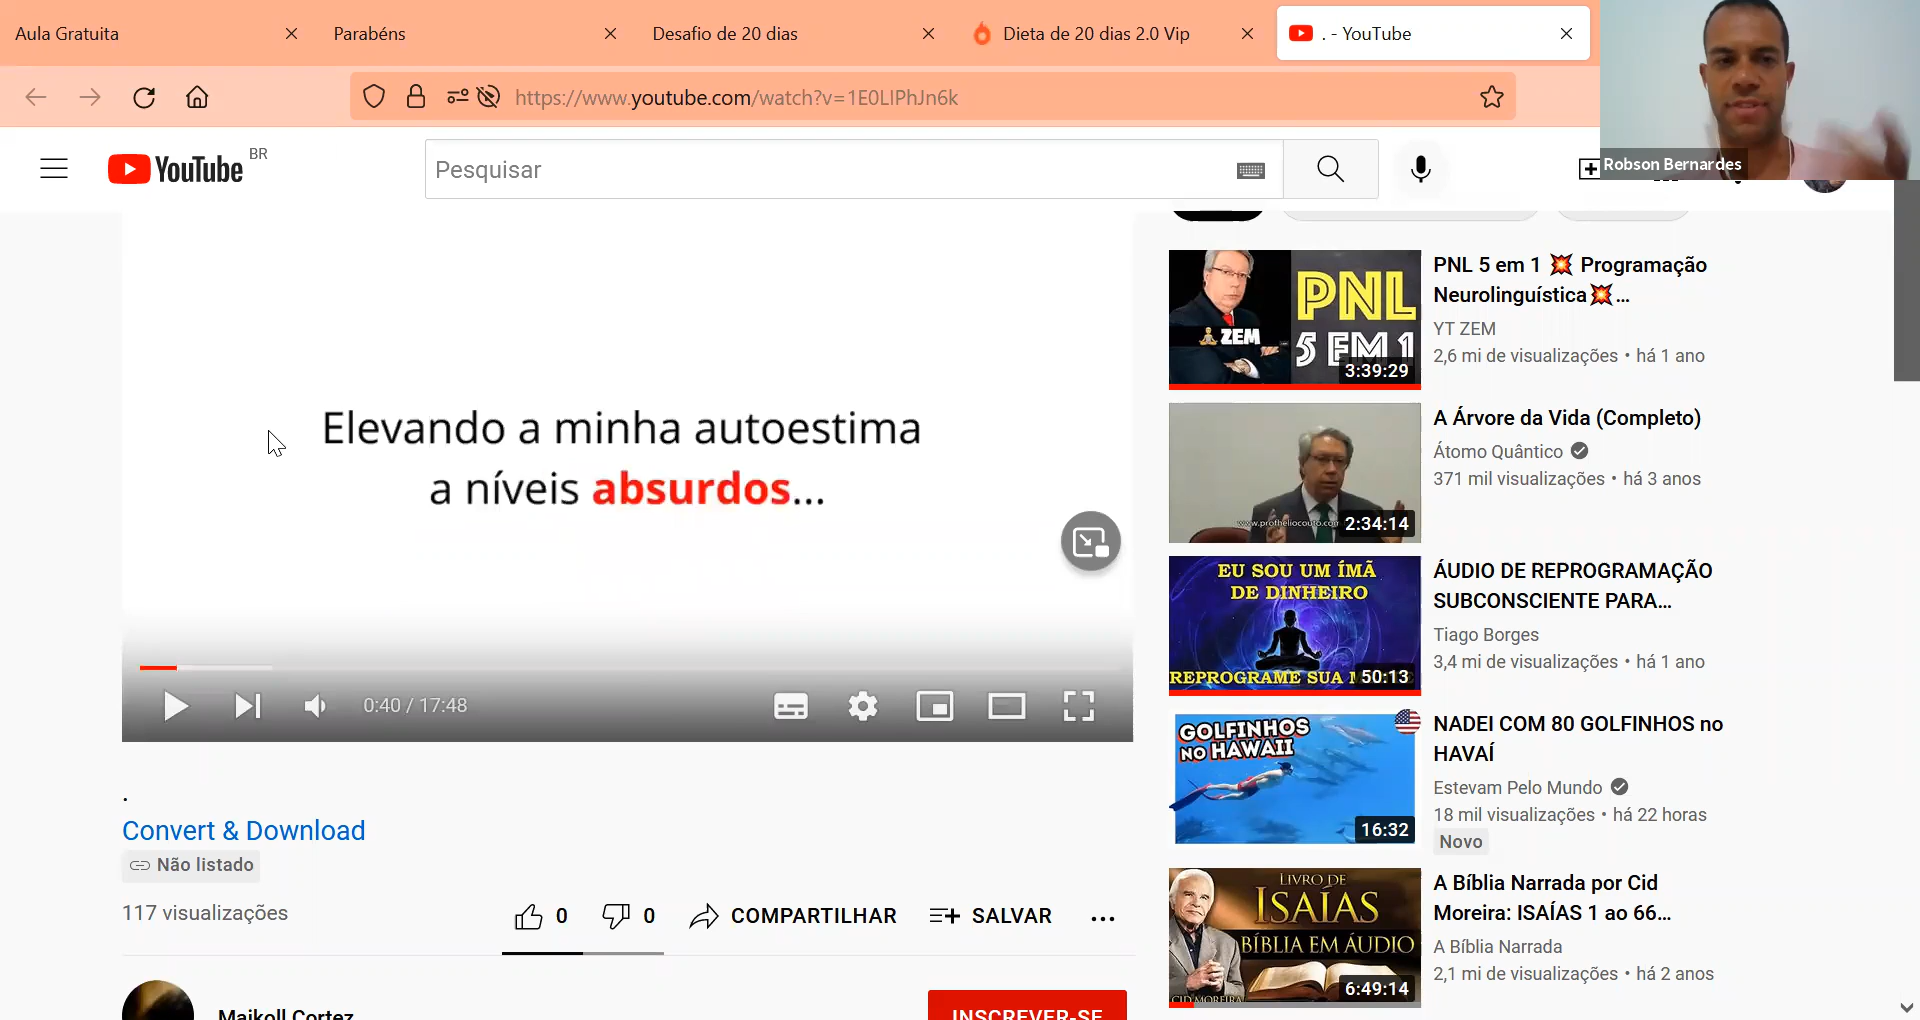 Aula Gratuita
Parabéns
Desafio de 20 dias
Dieta de 20 dias 2.0 Vip
. - YouTube
https://www.youtube.com/watch?v=1E0LIPhJn6k
Robson Bernardes
YouTube BR
Pesquisar
Elevando a minha autoestima
a níveis absurdos...
0:40 / 17:48
.
Convert & Download
Não listado
117 visualizações
0
0
COMPARTILHAR
SALVAR
...
Maikoll Cortez
INSCREVER-SE
ZEM
PNL
5 EM 1
3:39:29
PNL 5 em 1 💥 Programação
Neurolinguística💥...
YT ZEM
2,6 mi de visualizações • há 1 ano
www.protheliocouto.com
2:34:14
A Árvore da Vida (Completo)
Átomo Quântico
371 mil visualizações • há 3 anos
EU SOU UM ÍMÃ
DE DINHEIRO
REPROGRAME SUA
50:13
ÁUDIO DE REPROGRAMAÇÃO
SUBCONSCIENTE PARA...
Tiago Borges
3,4 mi de visualizações • há 1 ano
GOLFINHOS
NO HAWAII
16:32
NADEI COM 80 GOLFINHOS no
HAVAÍ
Estevam Pelo Mundo
18 mil visualizações • há 22 horas
Novo
LIVRO DE
ISAÍAS
BÍBLIA EM ÁUDIO
CID MOREIRA
6:49:14
A Bíblia Narrada por Cid
Moreira: ISAÍAS 1 ao 66...
A Bíblia Narrada
2,1 mi de visualizações • há 2 anos